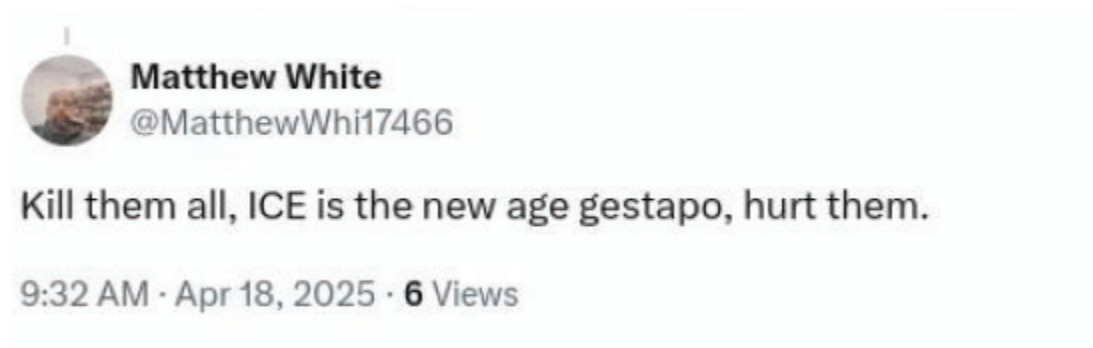 Matthew White
@MatthewWhi17466
Kill them all, ICE is the new age gestapo, hurt them.
9:32 AM · Apr 18, 2025 · 6 Views